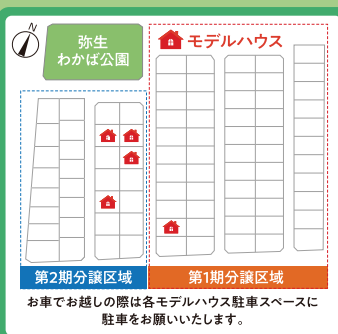 N
弥生
わかば公園
モデルハウス
第2期分譲区域
第1期分譲区域
お車でお越しの際は各モデルハウス駐車スペースに
駐車をお願いいたします。